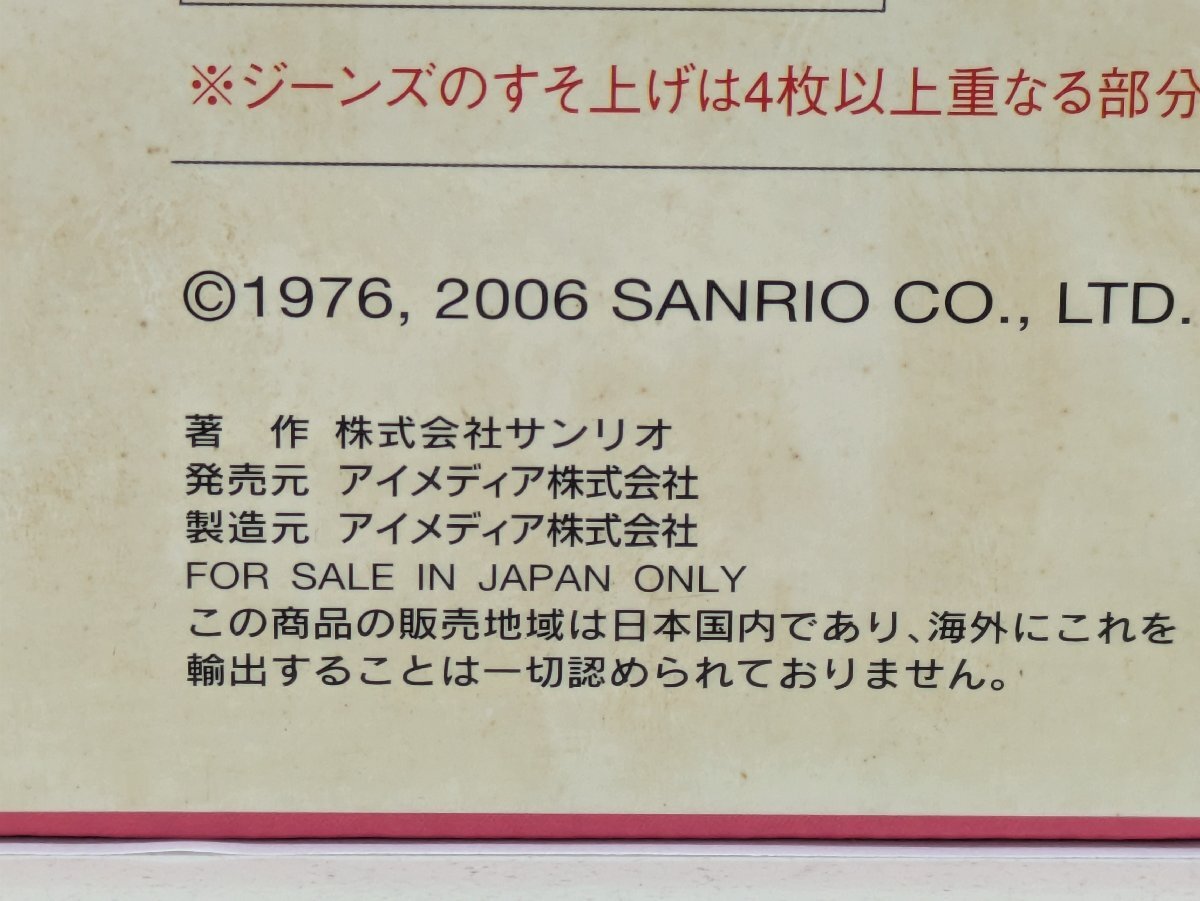 ※ジーンズのすそ上げは4枚以上重なる部分
©1976, 2006 SANRIO CO., LTD.
著　作 株式会社サンリオ
発売元 アイメディア株式会社
製造元 アイメディア株式会社
FOR SALE IN JAPAN ONLY
この商品の販売地域は日本国内であり、海外にこれを
輸出することは一切認められておりません。